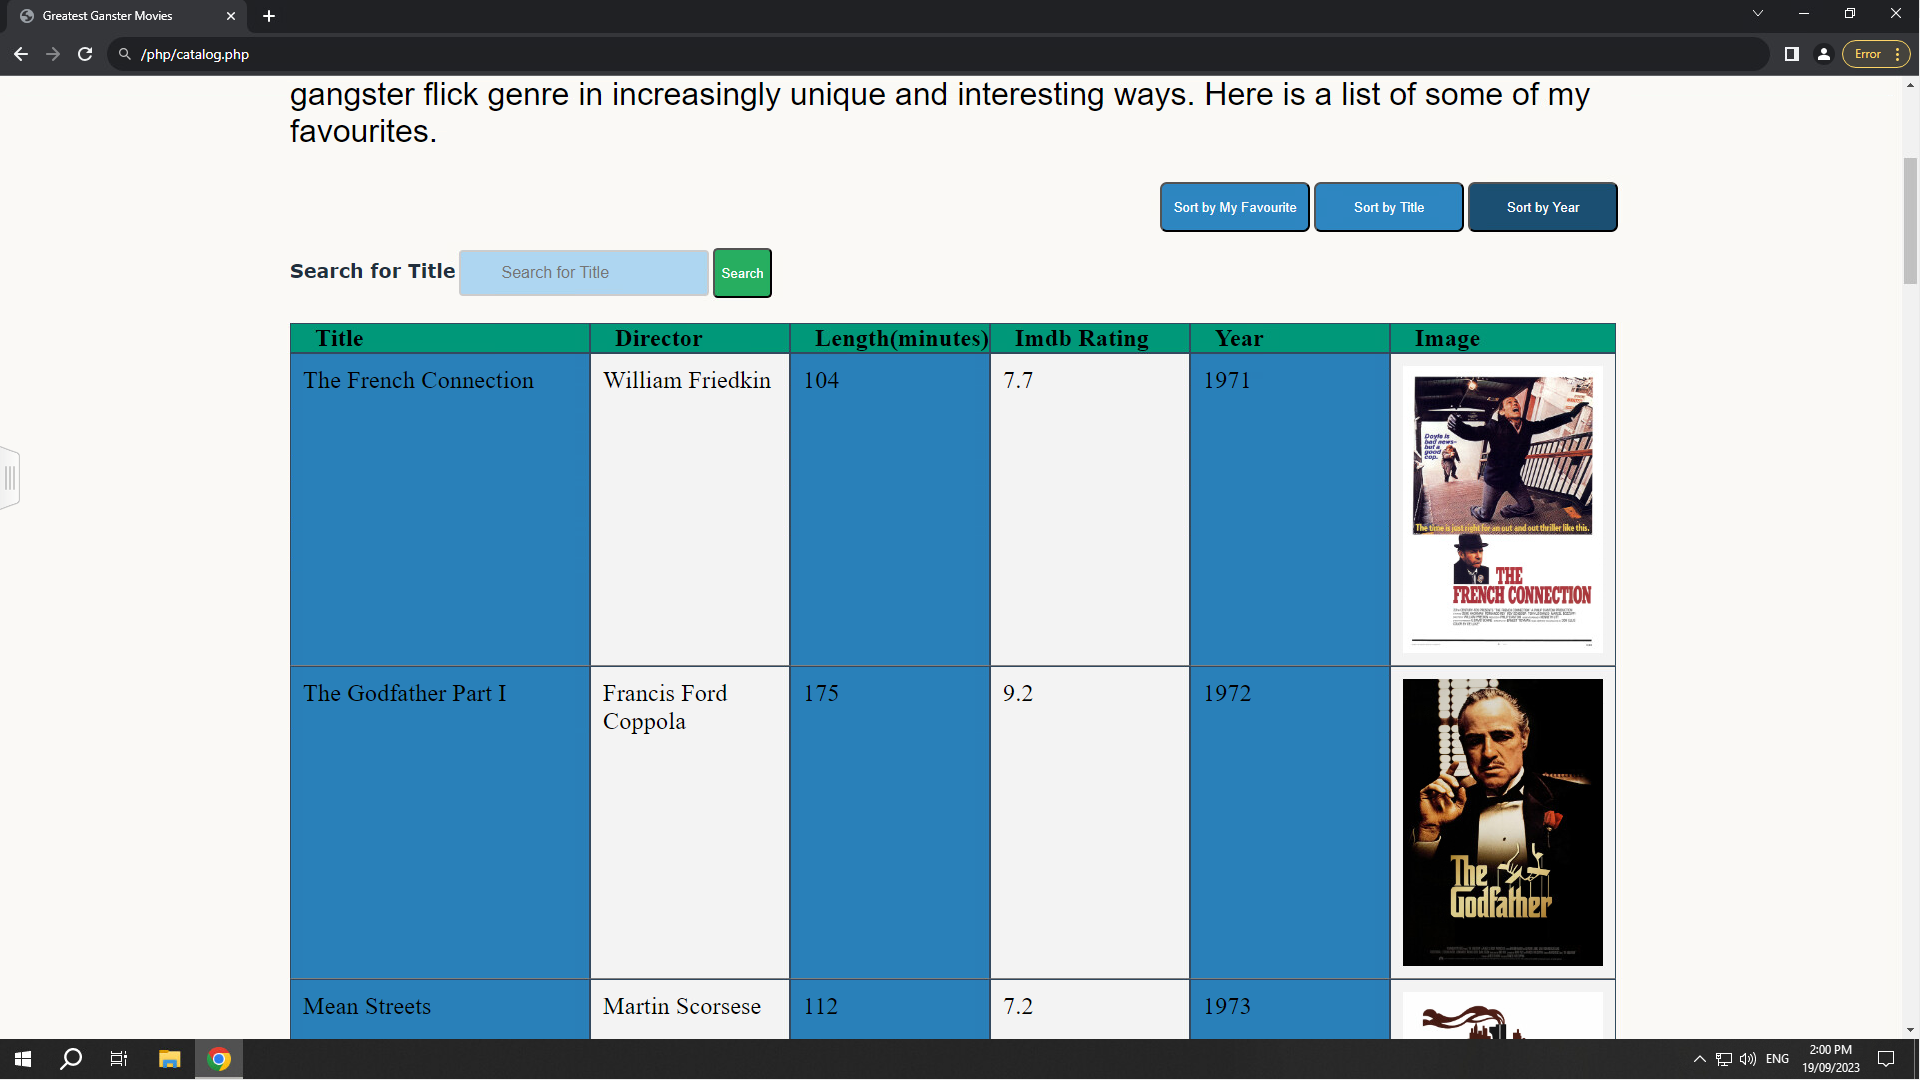 Greatest Ganster Movies
/php/catalog.php
Error
gangster flick genre in increasingly unique and interesting ways. Here is a list of some of my
favourites.
Sort by My Favourite
Sort by Title
Sort by Year
Search for Title
Search for Title
Search
Title Director Length(minutes) Imdb Rating Year Image
The French Connection William Friedkin 104 7.7 1971
Doyle is
bad news–
but a
good
cop.
The time is just right for an out and out thriller like this.
THE
FRENCH CONNECTION
The Godfather Part I Francis Ford 175 9.2 1972
Coppola
The
Godfather
Mean Streets Martin Scorsese 112 7.2 1973
ENG
2:00 PM
19/09/2023